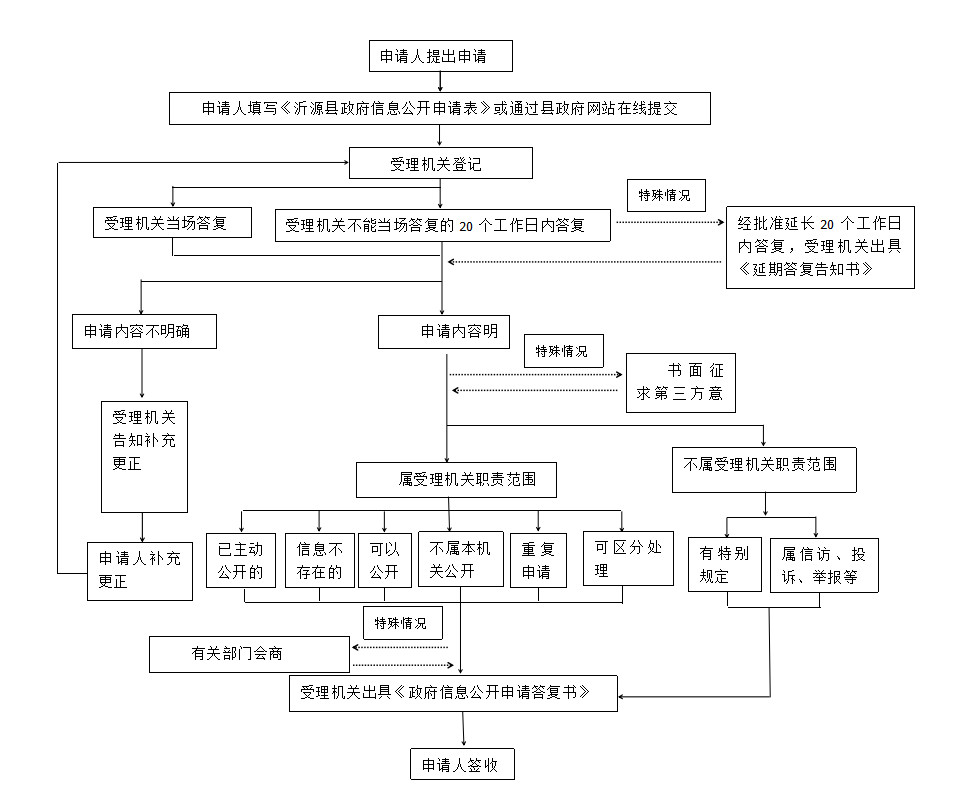 申请人提出申请
申请人填写《沂源县政府信息公开申请表》或通过县政府网站在线提交
受理机关登记
特殊情况
受理机关当场答复
受理机关不能当场答复的 20 个工作日内答复
经批准延长 20 个工作日
内答复，受理机关出具
《延期答复告知书》
申请内容不明确
申请内容明
特殊情况
书面征
求第三方意
受理机关
告知补充
更正
属受理机关职责范围
不属受理机关职责范围
申请人补充
更正
已主动
公开的
信息不
存在的
可以
公开
不属本机
关公开
重复
申请
可区分处
理
有特别
规定
属信访、投
诉、举报等
特殊情况
有关部门会商
受理机关出具《政府信息公开申请答复书》
申请人签收